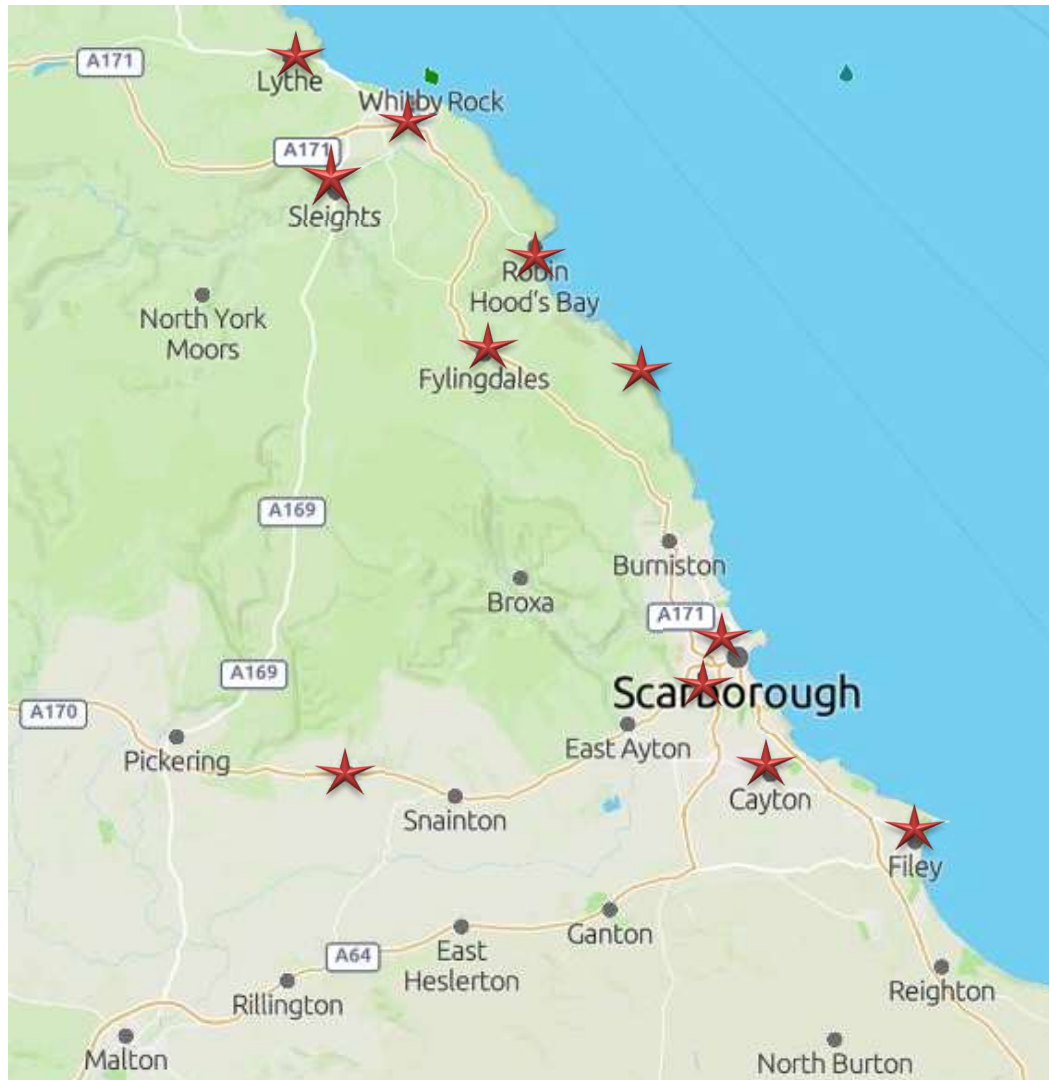 A171
Lythe
Whitby Rock
A171
Sleights
Robin
Hood's Bay
North York
Moors
Fylingdales
A169
Burniston
Broxa
A171
A169
Scarborough
A170
East Ayton
Pickering
Cayton
Snainton
Filey
Ganton
East
Heslerton
A64
Rillington
Reighton
Malton
North Burton